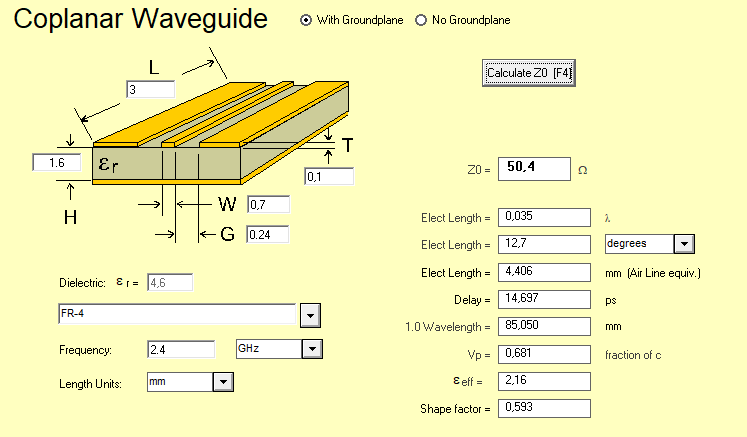 Coplanar Waveguide
With Groundplane
No Groundplane
Calculate Z0 [F4]
L
3
T
1.6
εr
0,1
H
W
0,7
G
0.24
Z0 =
50,4
Ω
Elect Length =
0,035
λ
Elect Length =
12,7
degrees
Elect Length =
4,406
mm (Air Line equiv.)
Delay =
14,697
ps
1.0 Wavelength =
85,050
mm
Vp =
0,681
fraction of c
ε eff =
2,16
Shape factor =
0,593
Dielectric: ε r =
4,6
FR-4
Frequency:
2.4
GHz
Length Units:
mm